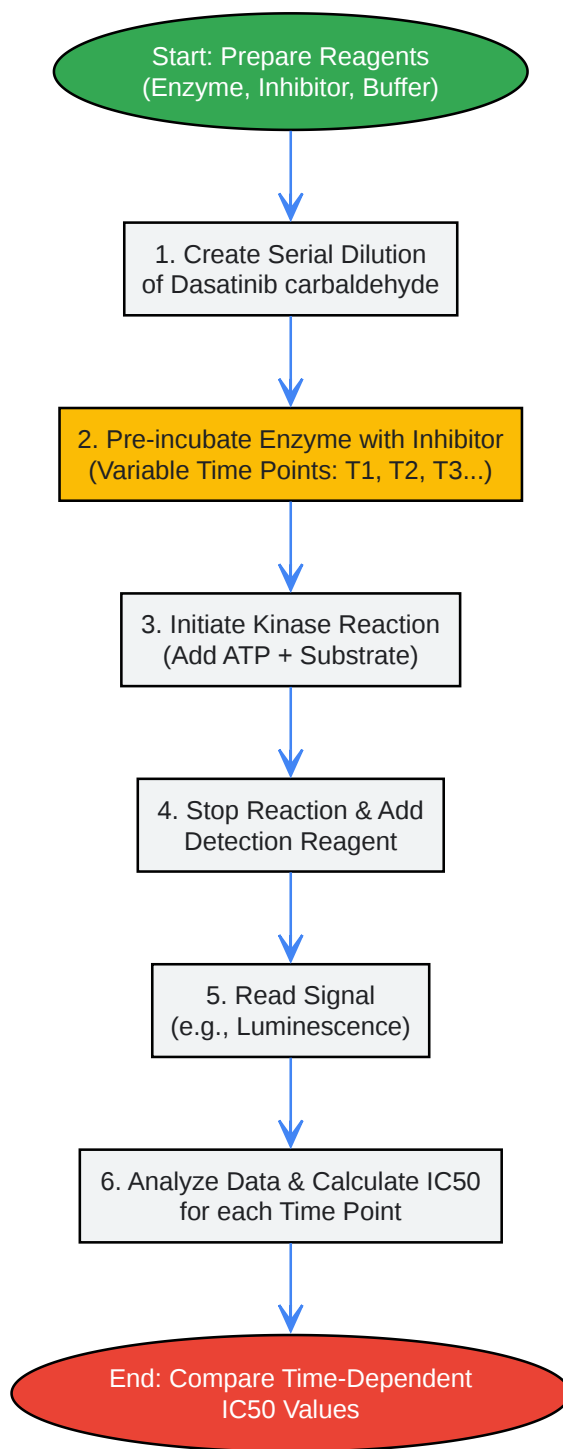 Start: Prepare Reagents
(Enzyme, Inhibitor, Buffer)
1. Create Serial Dilution
of Dasatinib carbaldehyde
2. Pre-incubate Enzyme with Inhibitor
(Variable Time Points: T1, T2, T3...)
3. Initiate Kinase Reaction
(Add ATP + Substrate)
4. Stop Reaction & Add
Detection Reagent
5. Read Signal
(e.g., Luminescence)
6. Analyze Data & Calculate IC50
for each Time Point
End: Compare Time-Dependent
IC50 Values